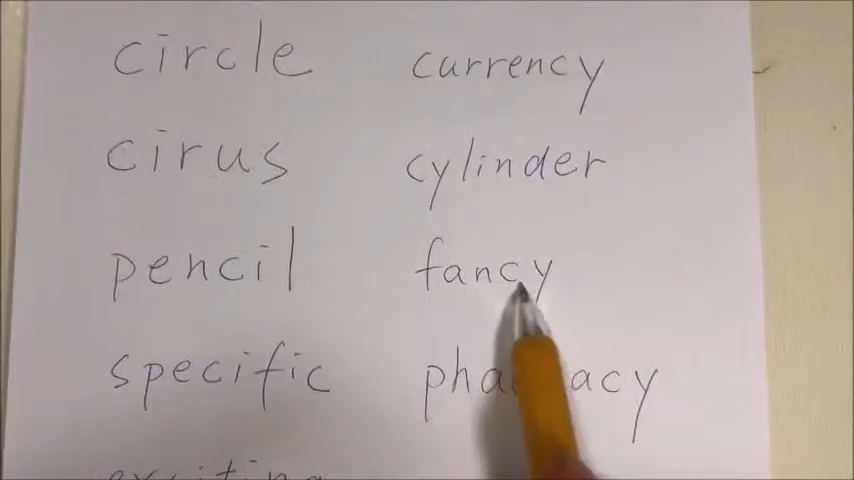 circle currency
cirus cylinder
pencil fancy
specific